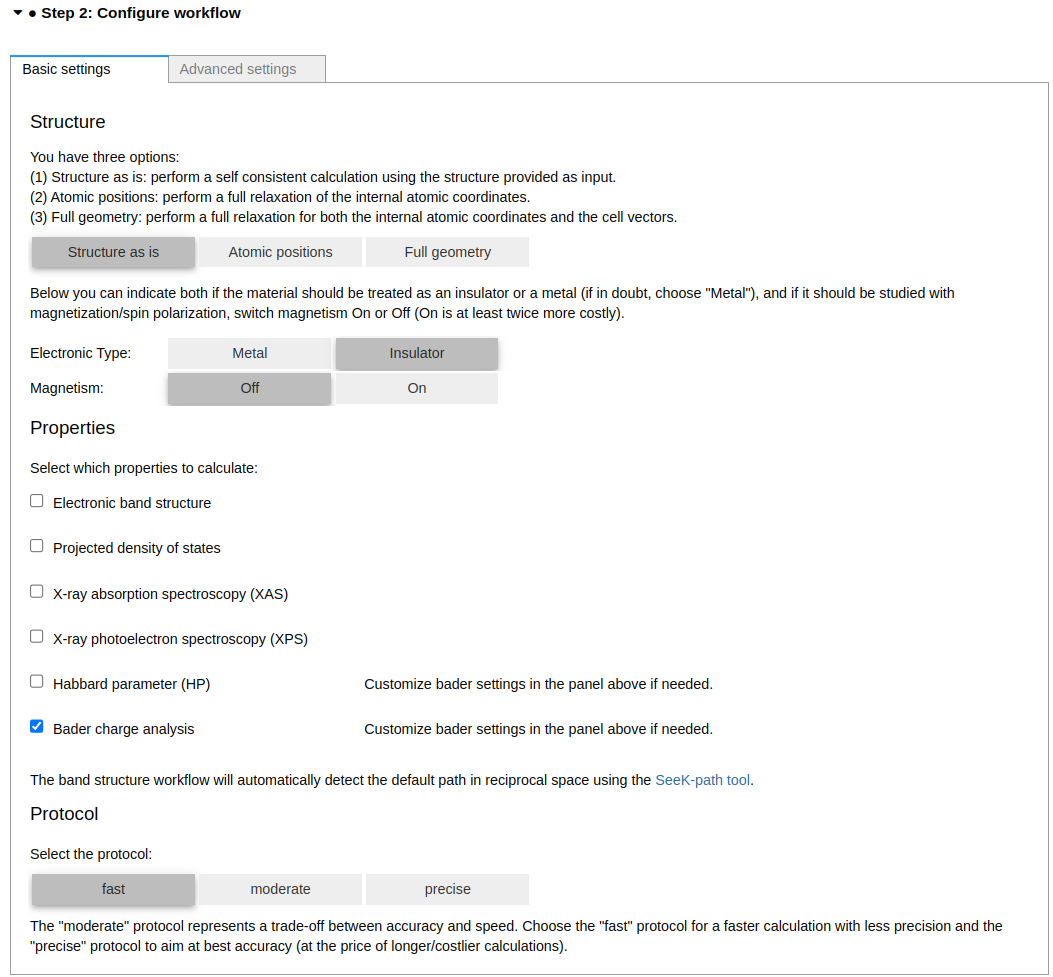 Step 2: Configure workflow
Basic settings
Advanced settings
Structure
You have three options:
(1) Structure as is: perform a self consistent calculation using the structure provided as input.
(2) Atomic positions: perform a full relaxation of the internal atomic coordinates.
(3) Full geometry: perform a full relaxation for both the internal atomic coordinates and the cell vectors.
Structure as is
Atomic positions
Full geometry
Below you can indicate both if the material should be treated as an insulator or a metal (if in doubt, choose "Metal"), and if it should be studied with
magnetization/spin polarization, switch magnetism On or Off (On is at least twice more costly).
Electronic Type:
Metal
Insulator
Magnetism:
Off
On
Properties
Select which properties to calculate:
Electronic band structure
Projected density of states
X-ray absorption spectroscopy (XAS)
X-ray photoelectron spectroscopy (XPS)
Habbard parameter (HP)
Customize bader settings in the panel above if needed.
Bader charge analysis
Customize bader settings in the panel above if needed.
The band structure workflow will automatically detect the default path in reciprocal space using the SeeK-path tool.
Protocol
Select the protocol:
fast
moderate
precise
The "moderate" protocol represents a trade-off between accuracy and speed. Choose the "fast" protocol for a faster calculation with less precision and the
"precise" protocol to aim at best accuracy (at the price of longer/costlier calculations).